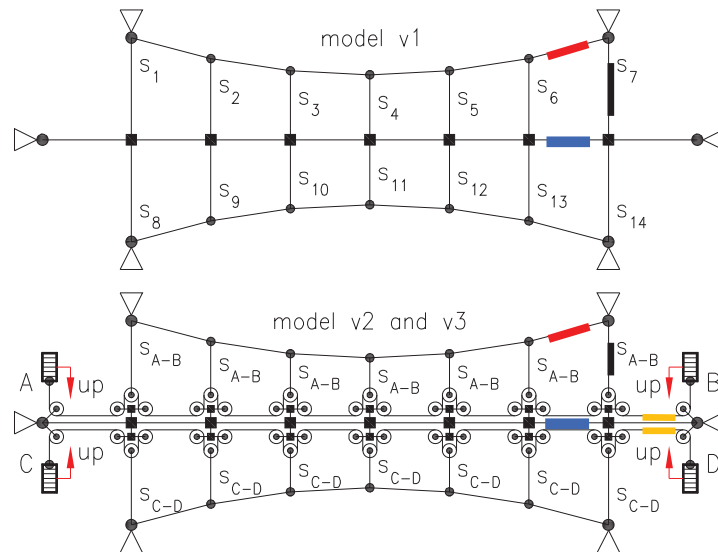 model v1
S1 S2 S3 S4 S5 S6 S7
S8 S9 S10 S11 S12 S13 S14
model v2 and v3
SA-B SA-B SA-B SA-B SA-B SA-B SA-B
A up up B
C up up D
SC-D SC-D SC-D SC-D SC-D SC-D SC-D